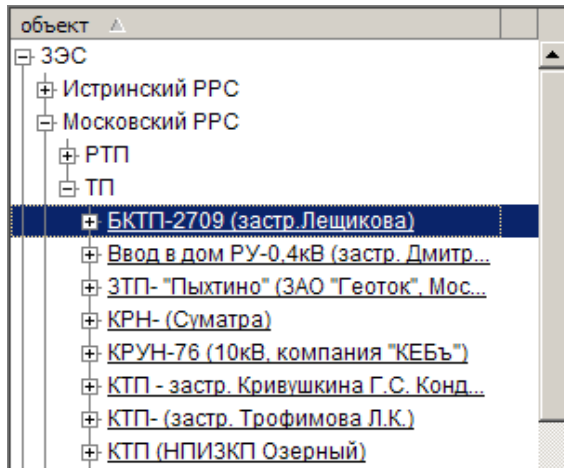 объект
ЗЭС
Истринский РРС
Московский РРС
РТП
ТП
БКТП-2709 (застр.Лещикова)
Ввод в дом РУ-0,4кВ (застр. Дмитр...
ЗТП- "Пыхтино" (ЗАО "Геоток", Мос...
КРН- (Суматра)
КРУН-76 (10кВ, компания "КЕБъ")
КТП - застр. Кривушкина Г.С. Конд...
КТП- (застр. Трофимова Л.К.)
КТП (НПИЗКП Озерный)